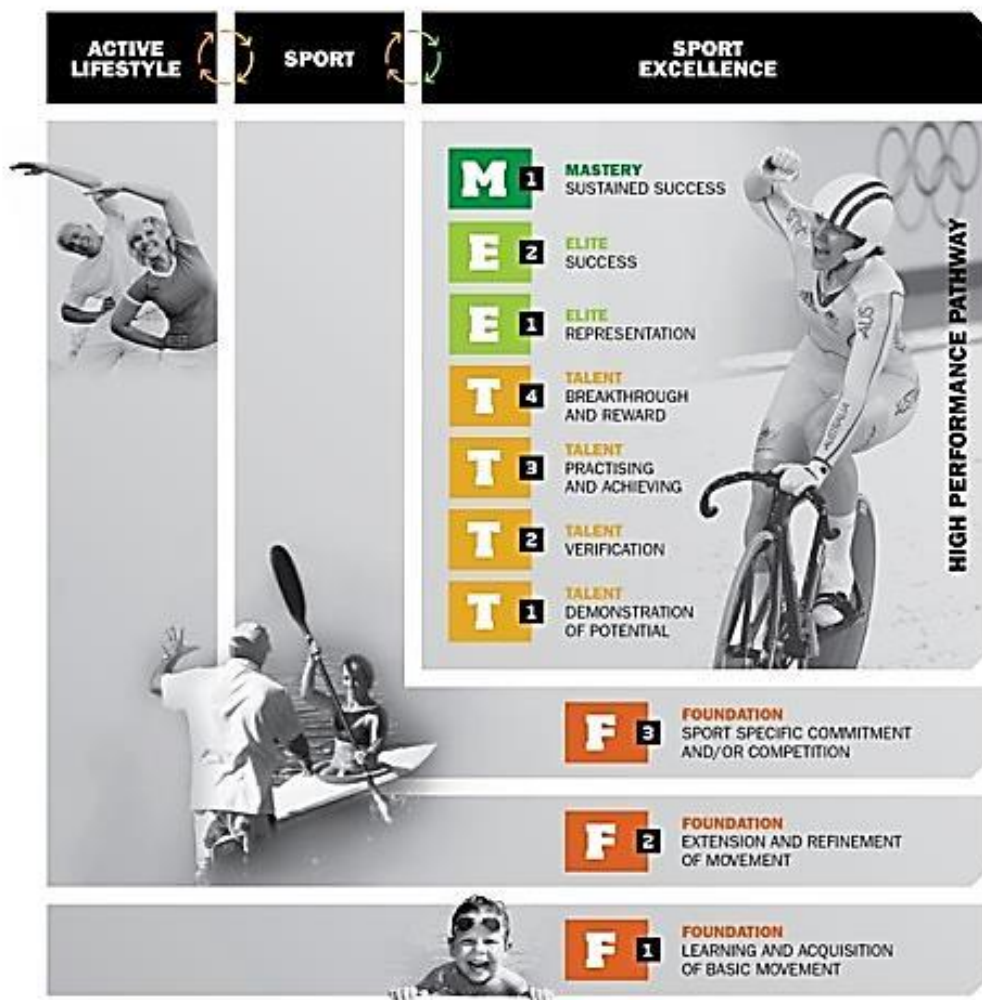 ACTIVE
LIFESTYLE
SPORT
SPORT
EXCELLENCE
M 1 MASTERY
SUSTAINED SUCCESS
E 2 ELITE
SUCCESS
E 1 ELITE
REPRESENTATION
T 4 TALENT
BREAKTHROUGH
AND REWARD
T 3 TALENT
PRACTISING
AND ACHIEVING
T 2 TALENT
VERIFICATION
T 1 TALENT
DEMONSTRATION
OF POTENTIAL
HIGH PERFORMANCE PATHWAY
AUS
AUSTRALIA
F 3 FOUNDATION
SPORT SPECIFIC COMMITMENT
AND/OR COMPETITION
F 2 FOUNDATION
EXTENSION AND REFINEMENT
OF MOVEMENT
F 1 FOUNDATION
LEARNING AND ACQUISITION
OF BASIC MOVEMENT